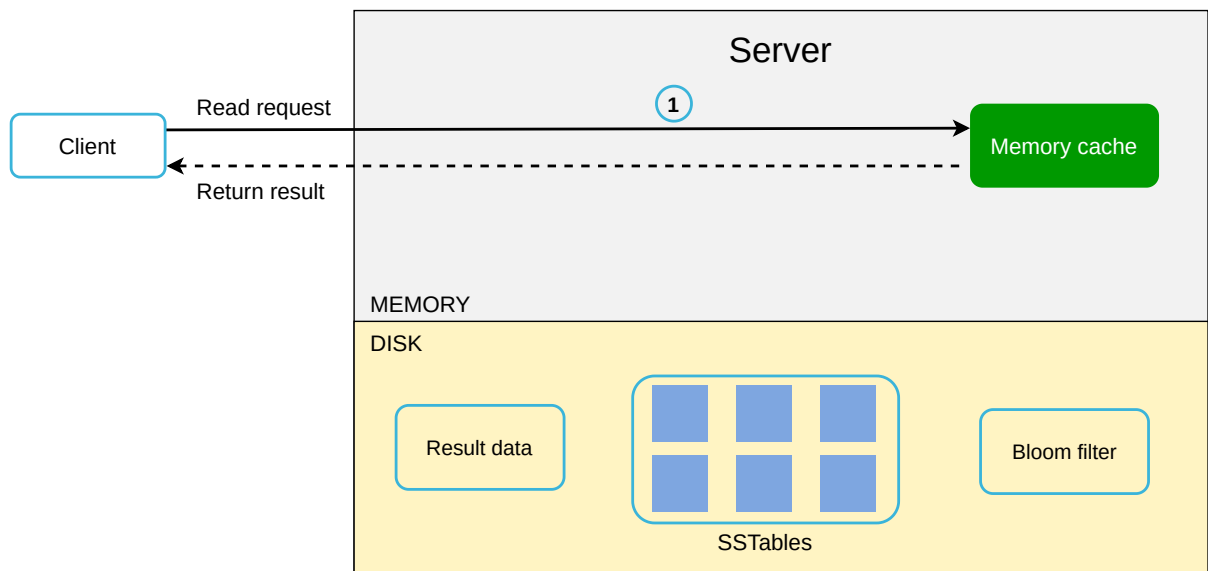 Server
Read request
1
Client
Memory cache
Return result
MEMORY
DISK
Result data
Bloom filter
SSTables